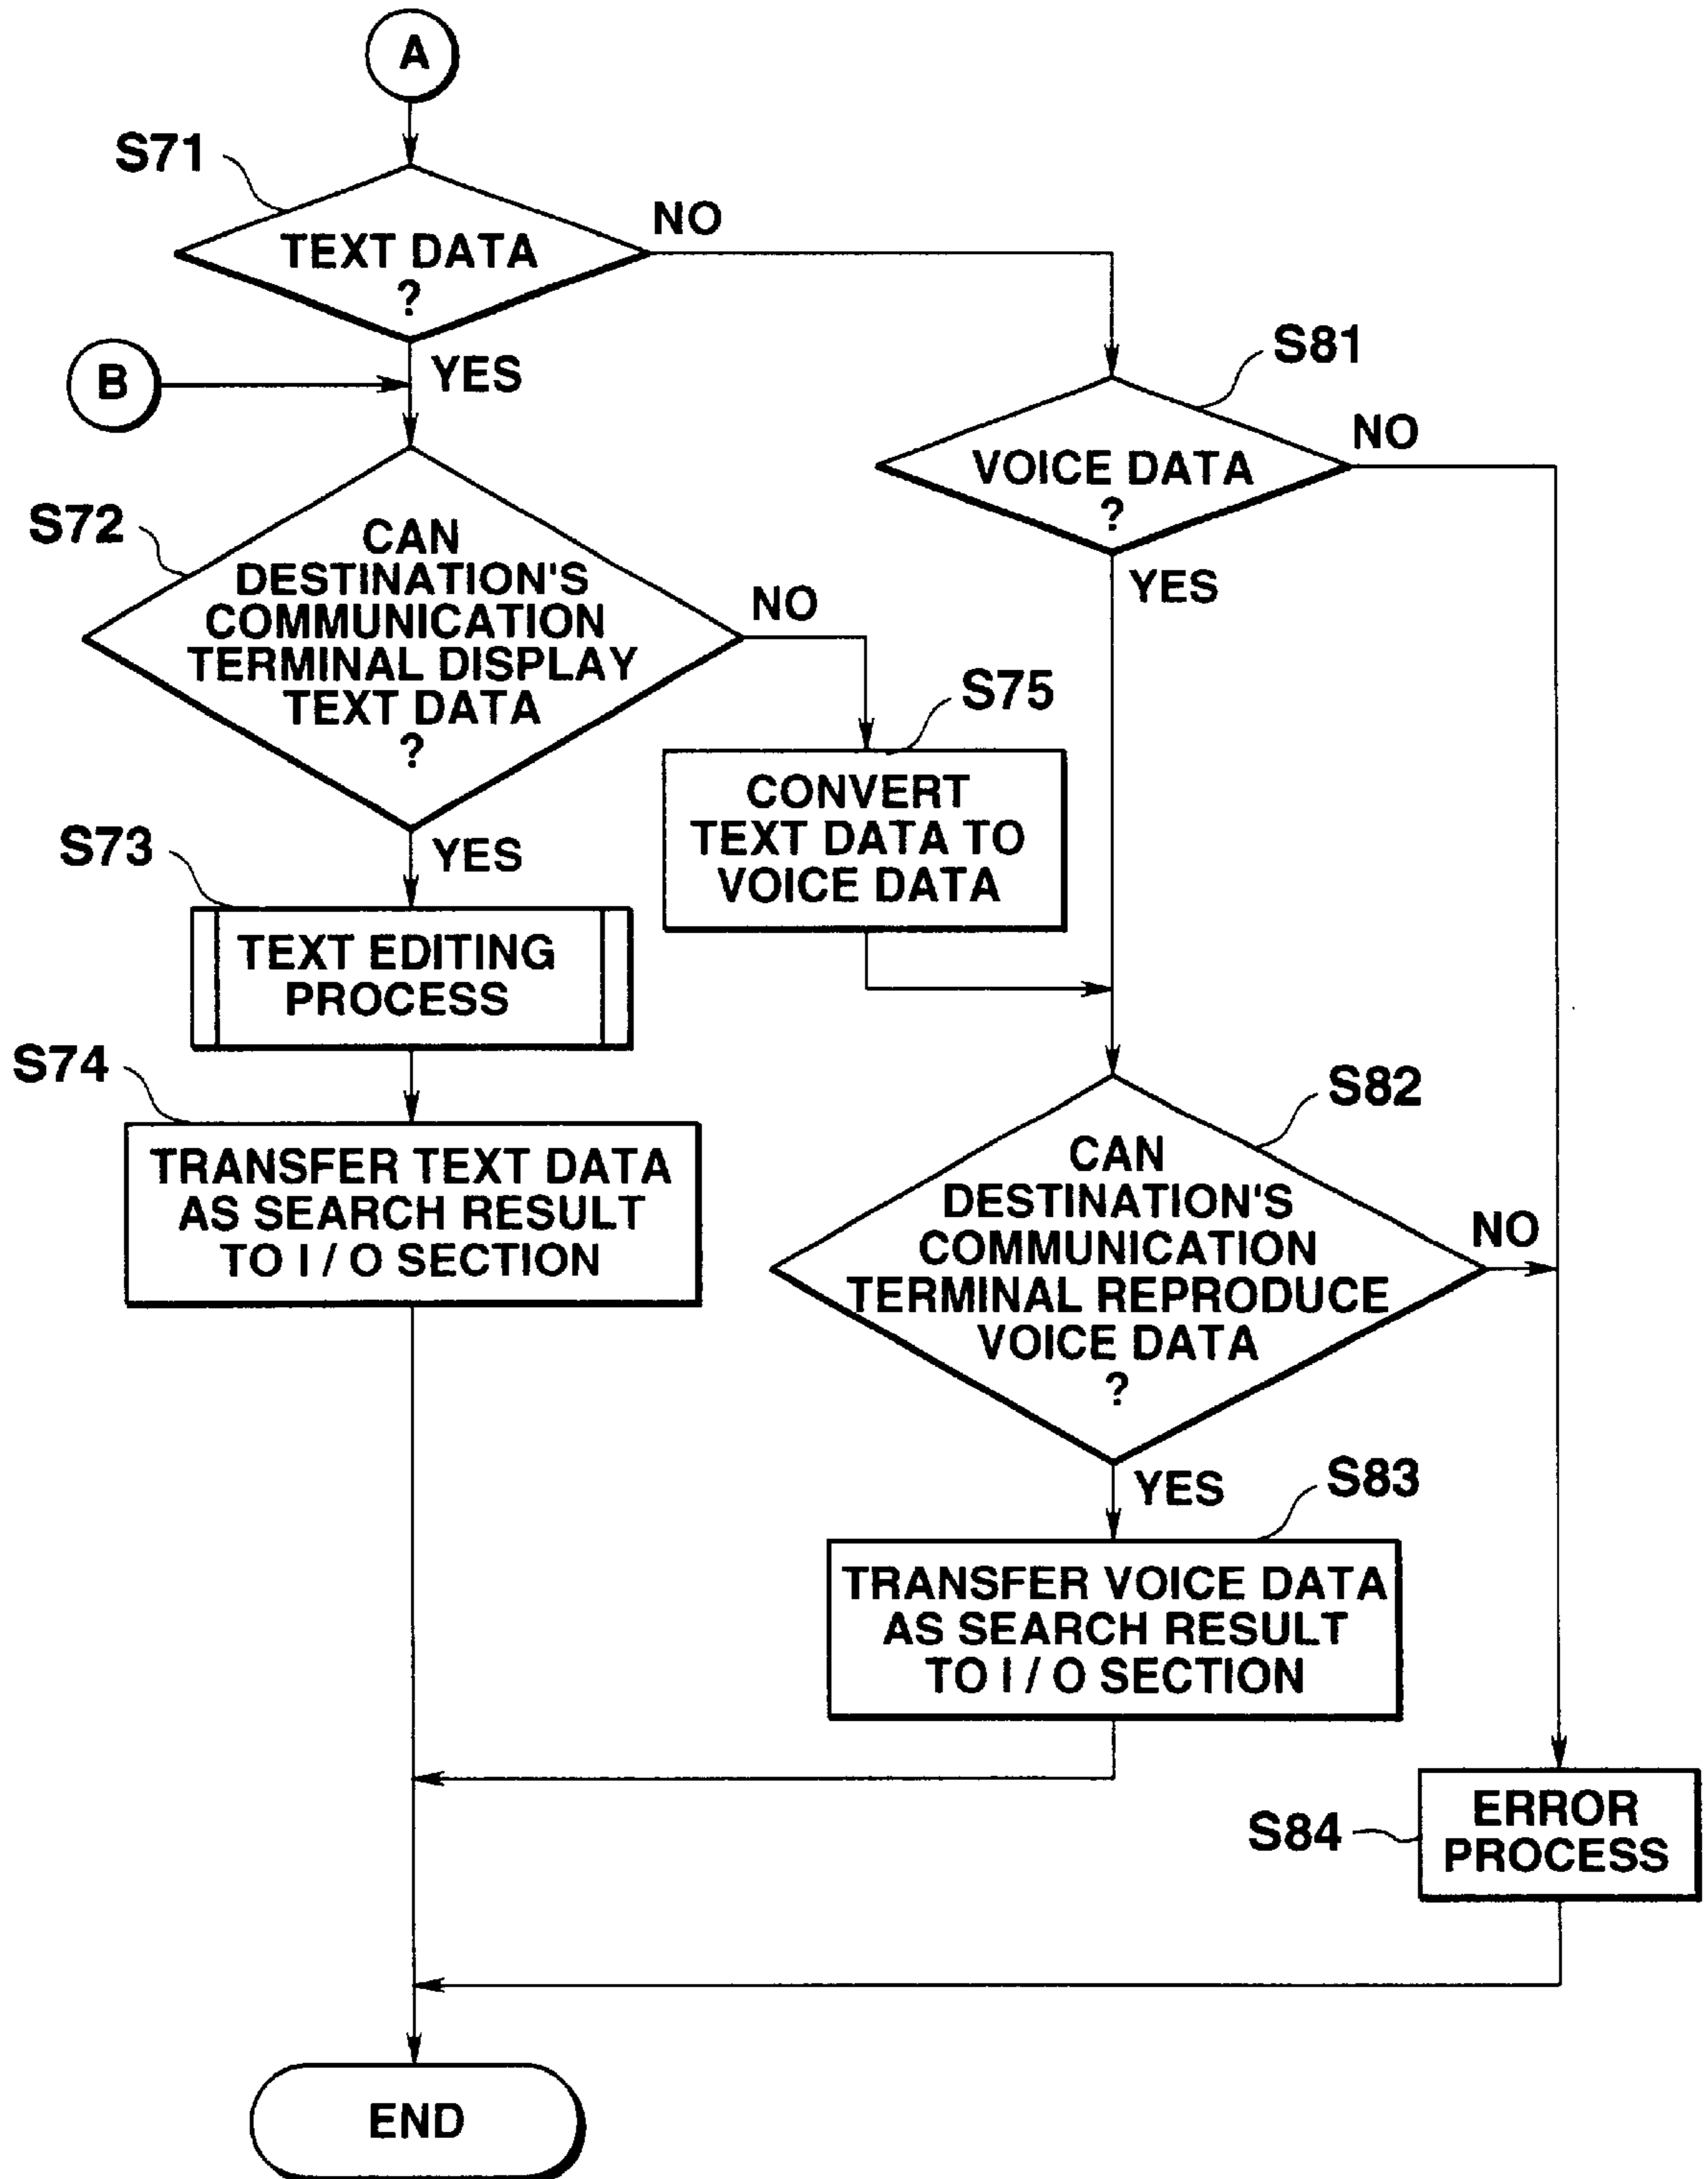 A
S71
TEXT DATA
?
NO
YES
B
S81
VOICE DATA
?
NO
YES
S72
CAN
DESTINATION'S
COMMUNICATION
TERMINAL DISPLAY
TEXT DATA
?
NO
YES
S75
CONVERT
TEXT DATA TO
VOICE DATA
S73
TEXT EDITING
PROCESS
S74
TRANSFER TEXT DATA
AS SEARCH RESULT
TO I / O SECTION
S82
CAN
DESTINATION'S
COMMUNICATION
TERMINAL REPRODUCE
VOICE DATA
?
NO
YES
S83
TRANSFER VOICE DATA
AS SEARCH RESULT
TO I / O SECTION
S84
ERROR
PROCESS
END